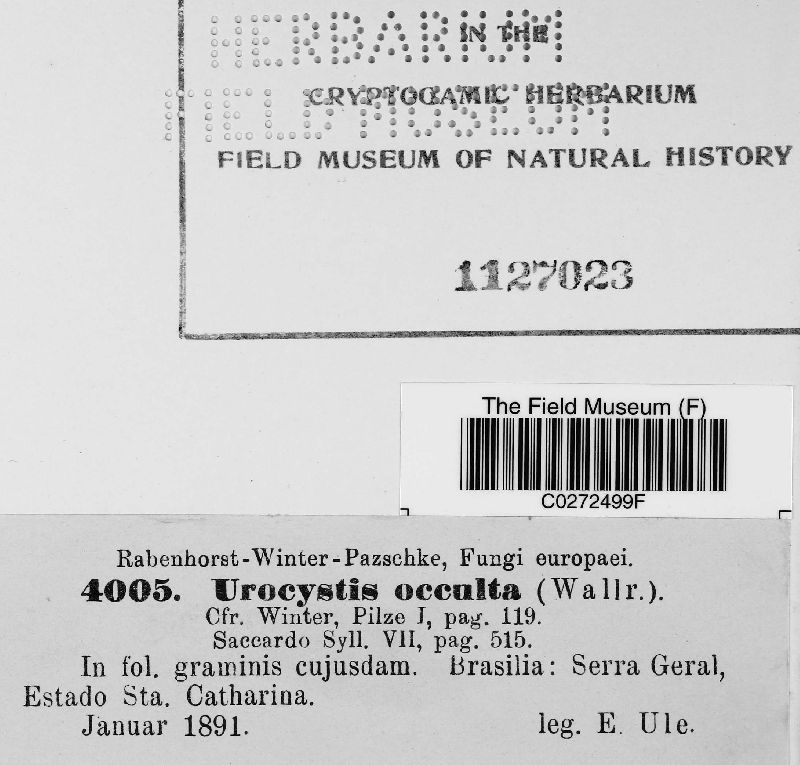 HERBARIUM
IN THE
CRYPTOGAMIC HERBARIUM
FIELD MUSEUM
FIELD MUSEUM OF NATURAL HISTORY
1127023
The Field Museum (F)
C0272499F
Rabenhorst-Winter-Pazschke, Fungi europaei.
4005. Urocystis occulta (Wallr.).
Cfr. Winter, Pilze I, pag. 119.
Saccardo Syll. VII, pag. 515.
In fol. graminis cujusdam. Brasilia: Serra Geral,
Estado Sta. Catharina.
Januar 1891. leg. E. Ule.